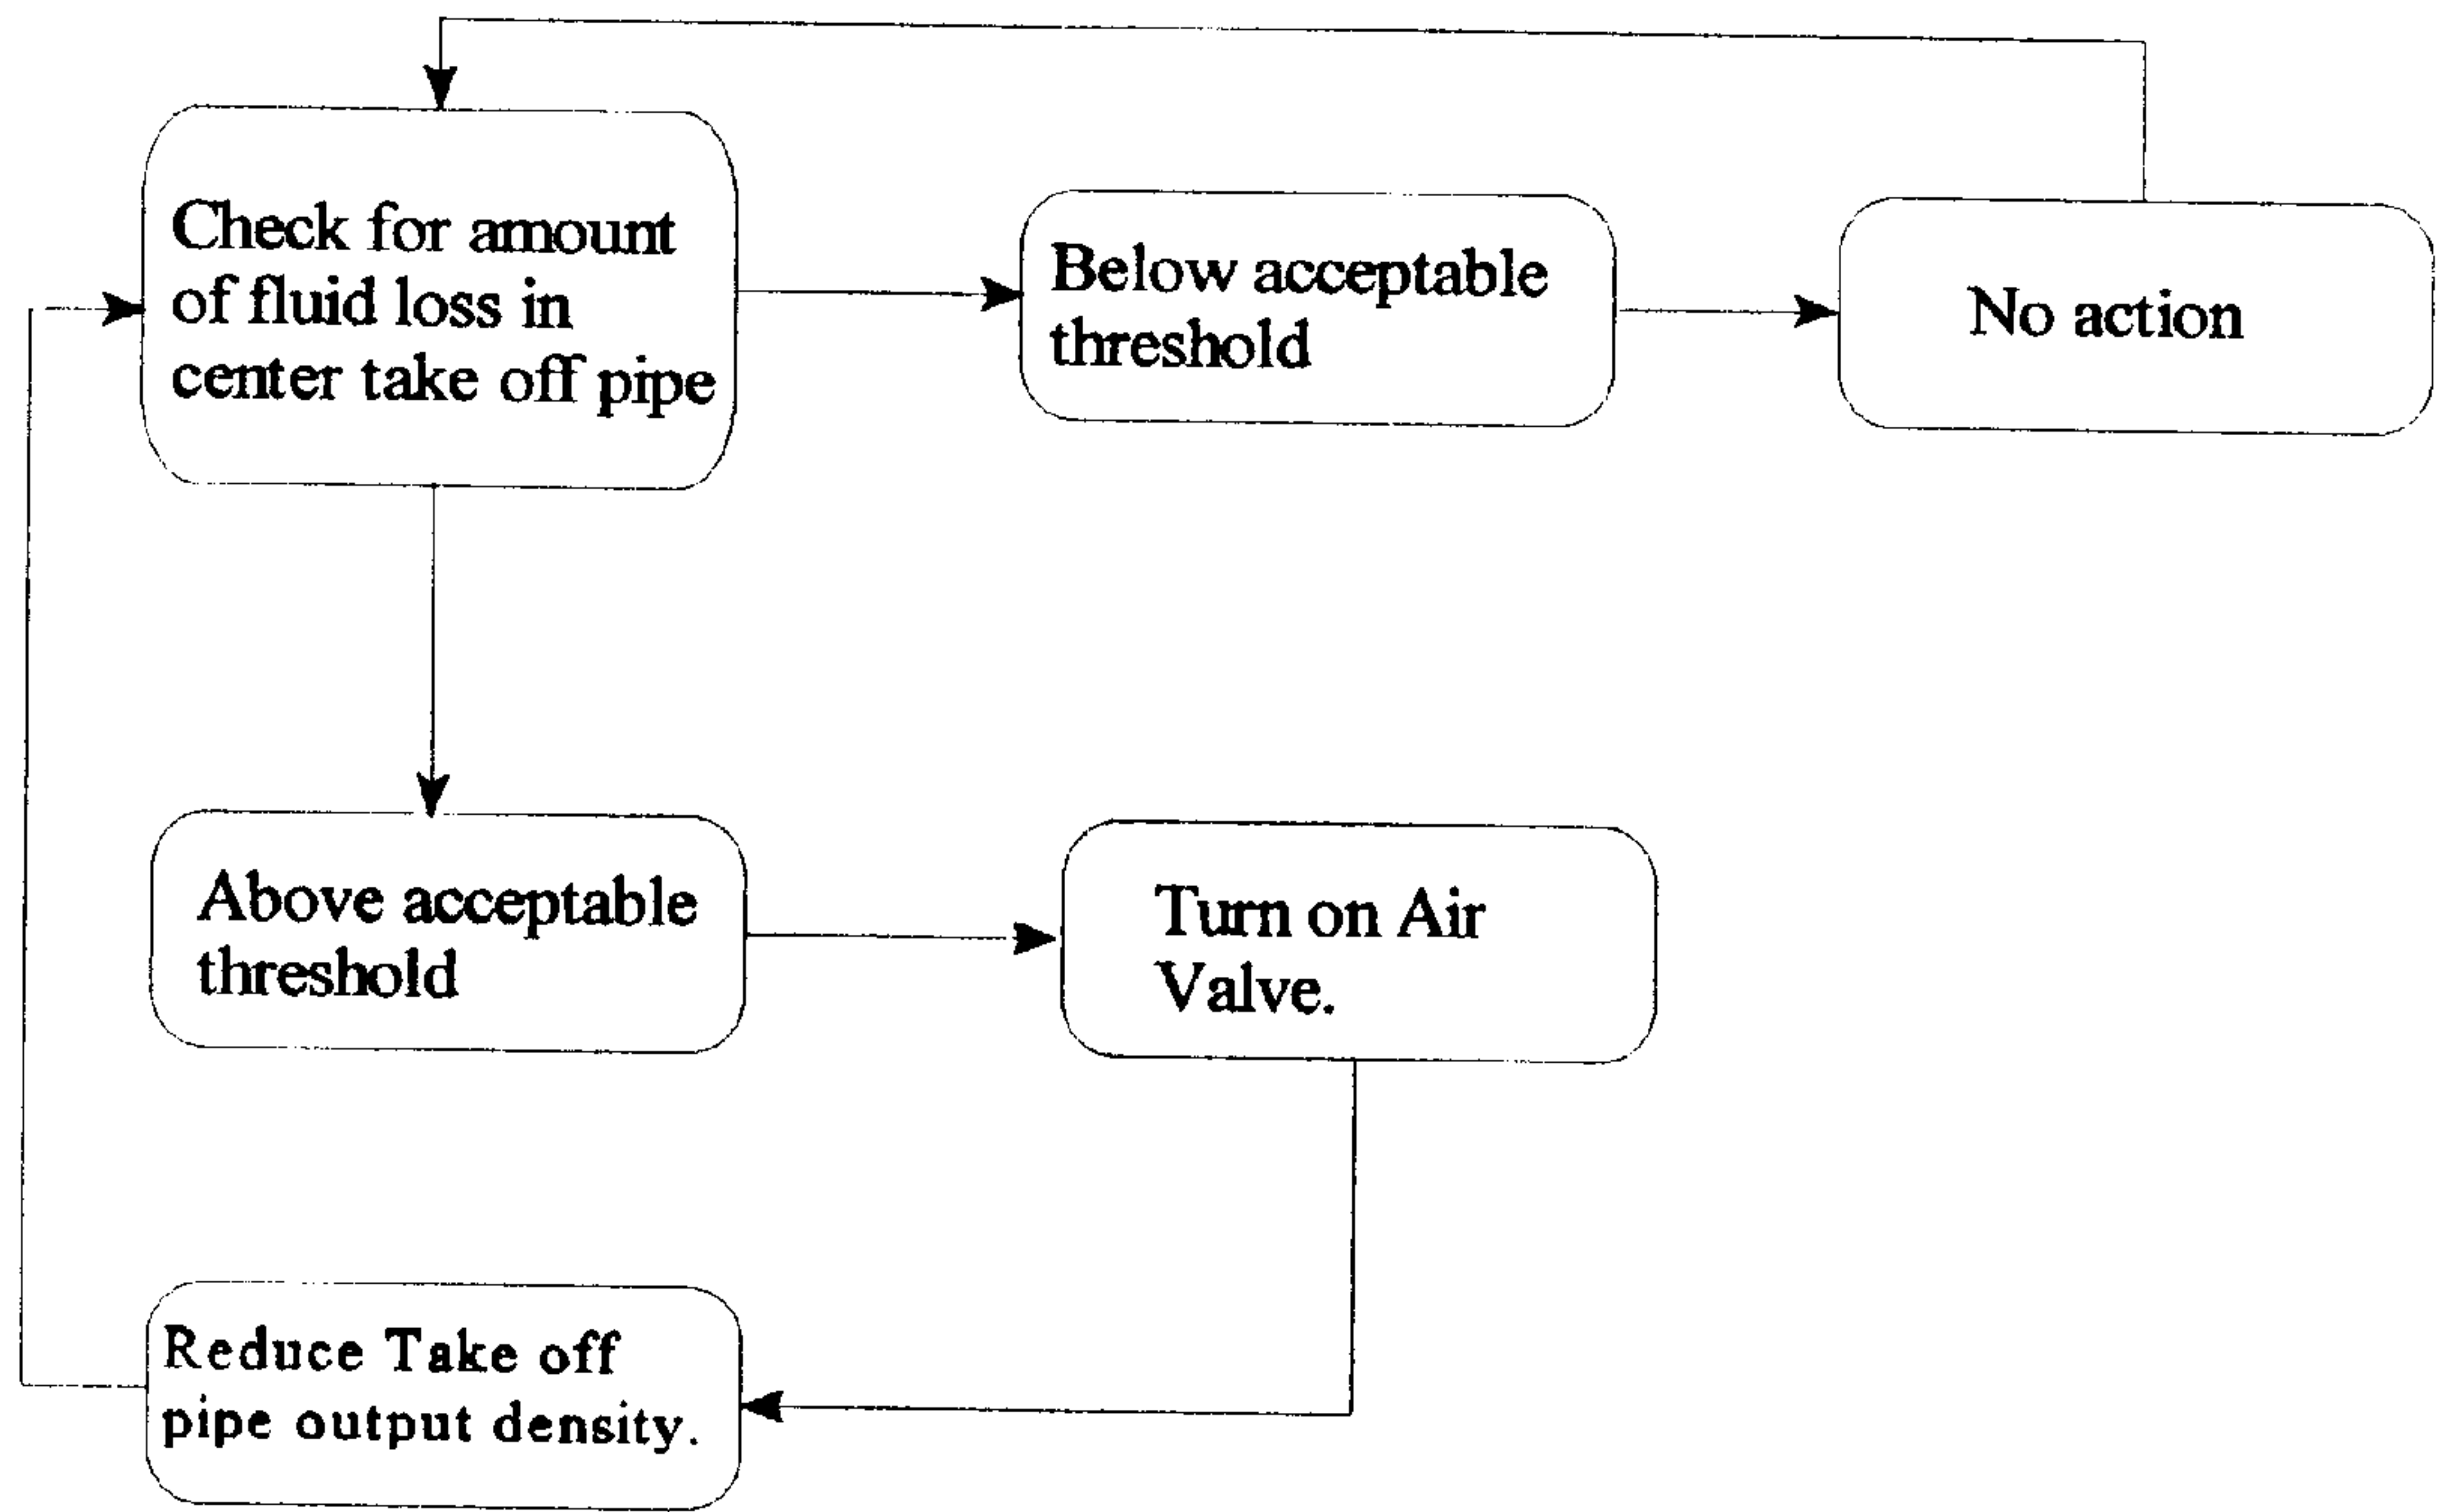 Check for amount
of fluid loss in
center take off pipe
Below acceptable
threshold
No action
Above acceptable
threshold
Turn on Air
Valve.
Reduce Take off
pipe output density.